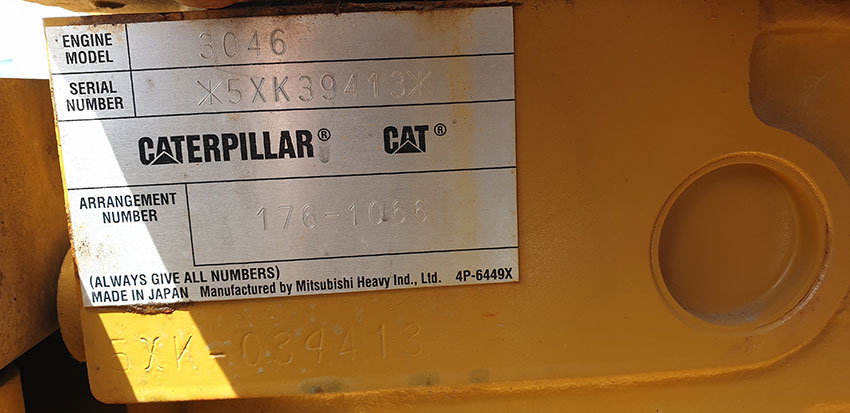 ENGINE MODEL 3046
SERIAL NUMBER *5XK39413*
CATERPILLAR® CAT®
ARRANGEMENT NUMBER 176-1066
(ALWAYS GIVE ALL NUMBERS)
MADE IN JAPAN Manufactured by Mitsubishi Heavy Ind., Ltd. 4P-6449X
5XK-039413